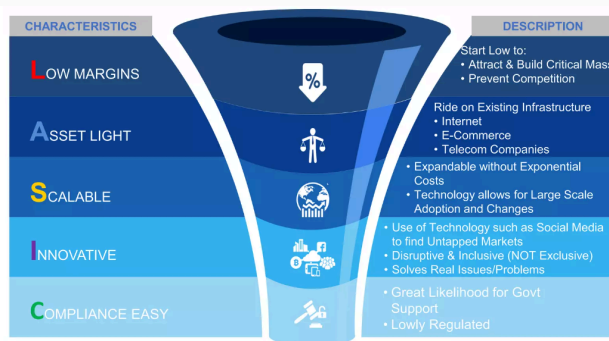 CHARACTERISTICS
DESCRIPTION
LOW MARGINS
%
Start Low to:
• Attract & Build Critical Mass
• Prevent Competition
ASSET LIGHT
Ride on Existing Infrastructure
• Internet
• E-Commerce
• Telecom Companies
SCALABLE
• Expandable without Exponential
Costs
• Technology allows for Large Scale
Adoption and Changes
INNOVATIVE
• Use of Technology such as Social Media
to find Untapped Markets
• Disruptive & Inclusive (NOT Exclusive)
• Solves Real Issues/Problems
COMPLIANCE EASY
• Great Likelihood for Govt
Support
• Lowly Regulated